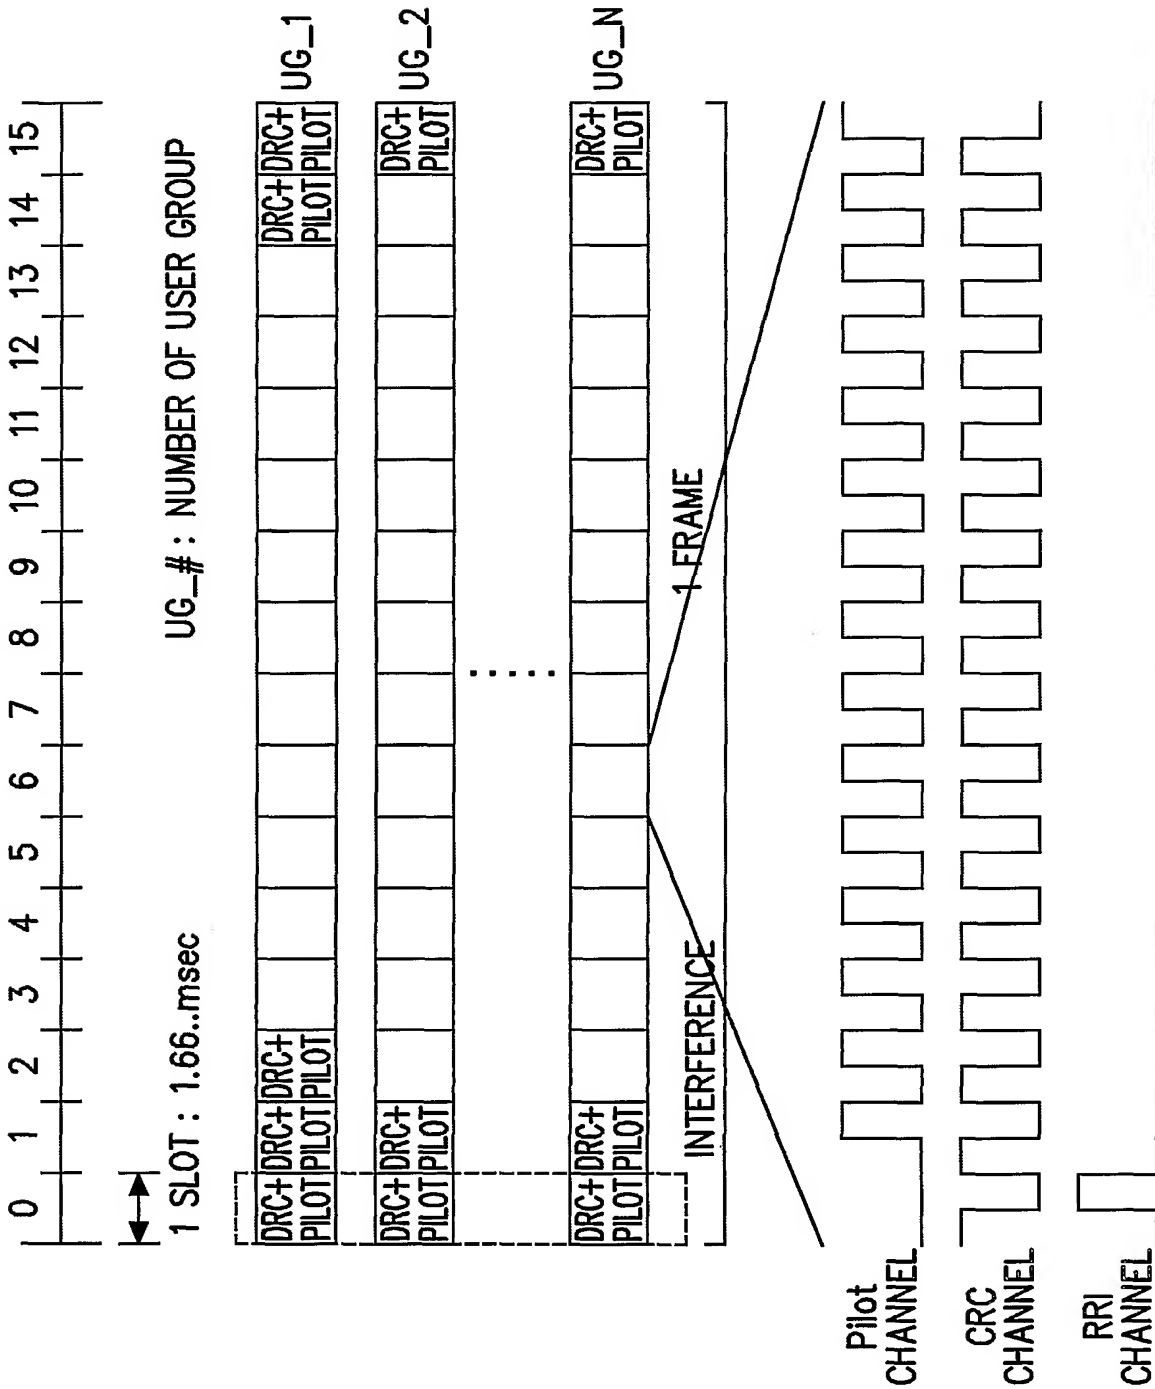 0 1 2 3 4 5 6 7 8 9 10 11 12 13 14 15
1 SLOT : 1.66..msec
UG_# : NUMBER OF USER GROUP
DRC+ DRC+ DRC+ DRC+ DRC+
PILOT PILOT PILOT PILOT PILOT
UG_1
DRC+ DRC+ DRC+
PILOT PILOT PILOT
UG_2
.....
DRC+ DRC+ DRC+
PILOT PILOT PILOT
UG_N
INTERFERENCE
1 FRAME
Pilot
CHANNEL
CRC
CHANNEL
RRI
CHANNEL